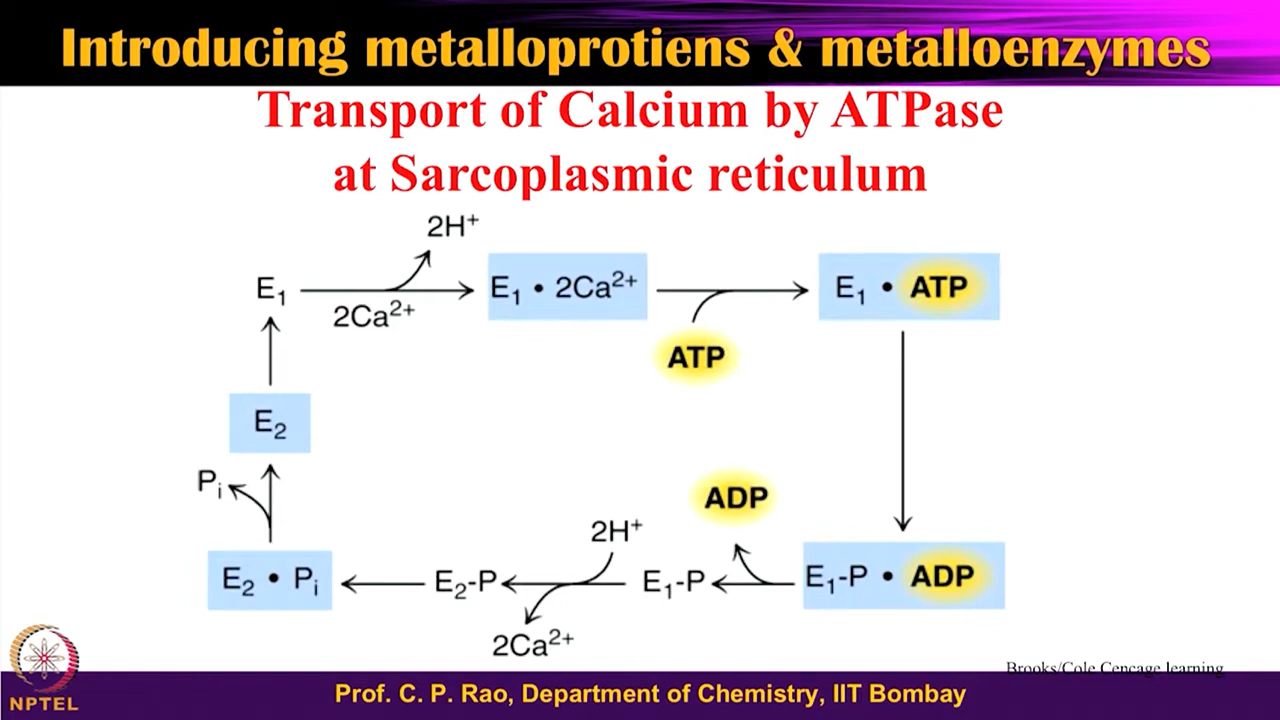 Introducing metalloprotiens & metalloenzymes
Transport of Calcium by ATPase
at Sarcoplasmic reticulum
2H⁺
E₁
2Ca²⁺
E₁ • 2Ca²⁺
ATP
E₁ • ATP
E₂
Pᵢ
ADP
2H⁺
E₂ • Pᵢ
E₂-P
E₁-P
E₁-P • ADP
2Ca²⁺
Brooks/Cole Cencage learning
NPTEL
Prof. C. P. Rao, Department of Chemistry, IIT Bombay